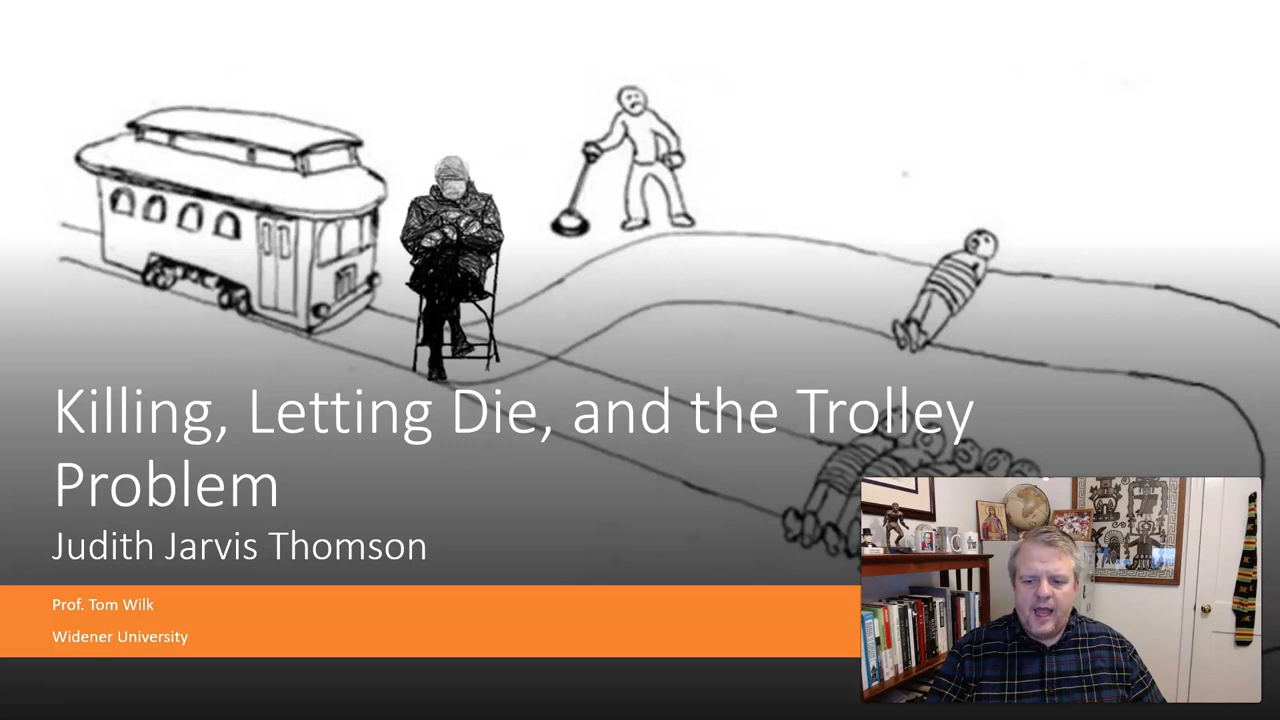 Killing, Letting Die, and the Trolley
Problem
Judith Jarvis Thomson
Prof. Tom Wilk
Widener University